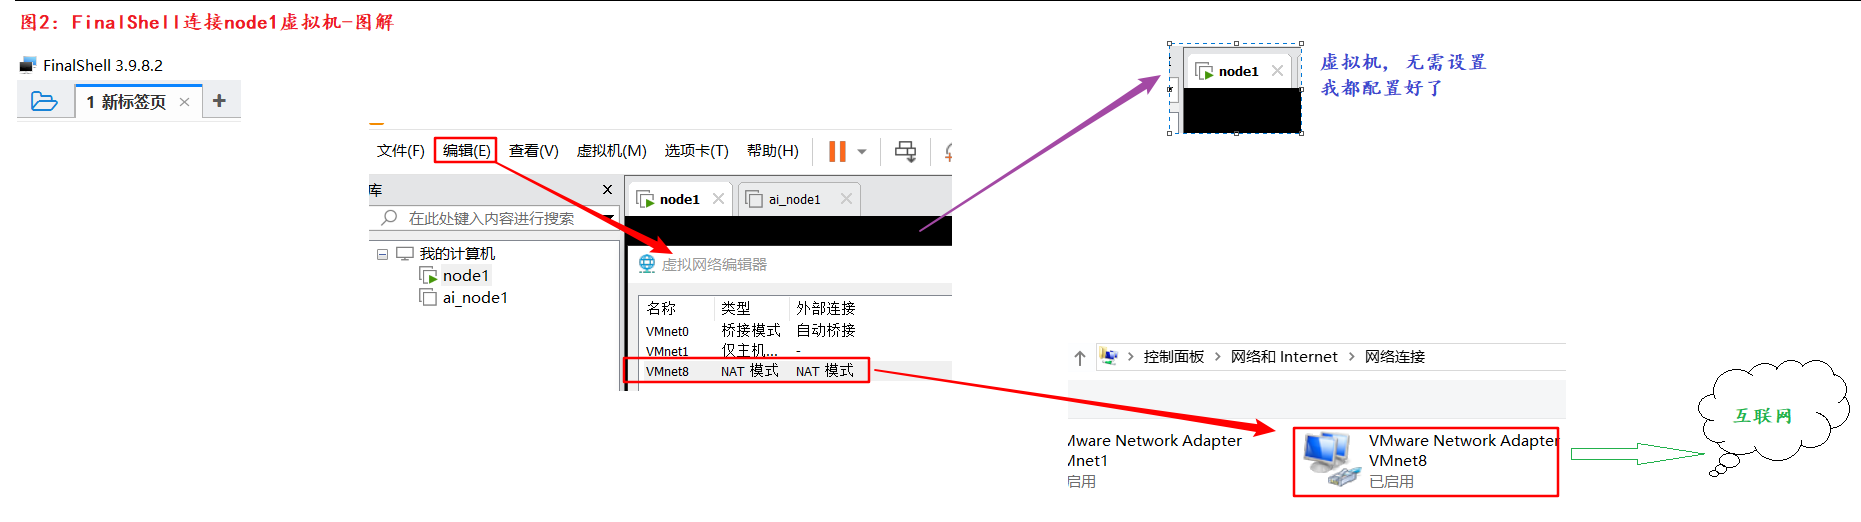 图2：FinalShell连接node1虚拟机-图解
FinalShell 3.9.8.2
1 新标签页
文件(F) 编辑(E) 查看(V) 虚拟机(M) 选项卡(T) 帮助(H)
库
在此处键入内容进行搜索
我的计算机
node1
ai_node1
node1 ai_node1
虚拟网络编辑器
名称 类型 外部连接
VMnet0 桥接模式 自动桥接
VMnet1 仅主机... -
VMnet8 NAT 模式 NAT 模式
node1
虚拟机，无需设置
我都配置好了
控制面板 网络和 Internet 网络连接
Mware Network Adapter
Mnet1
启用
VMware Network Adapter
VMnet8
已启用
互联网